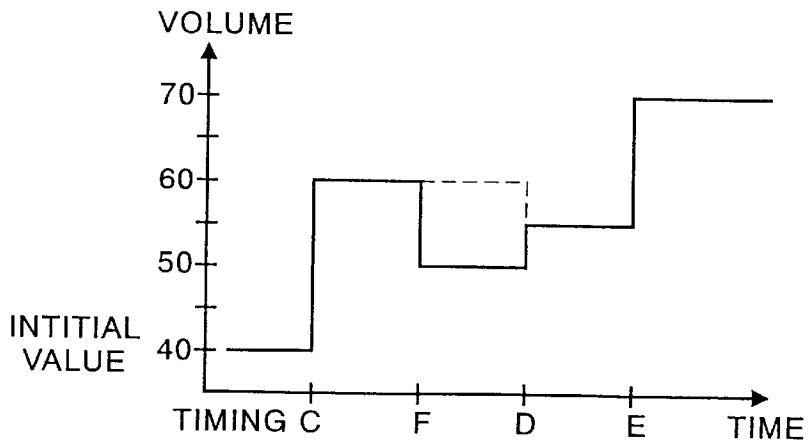 VOLUME
70
60
50
INTITIAL
VALUE
40
TIMING C F D E TIME